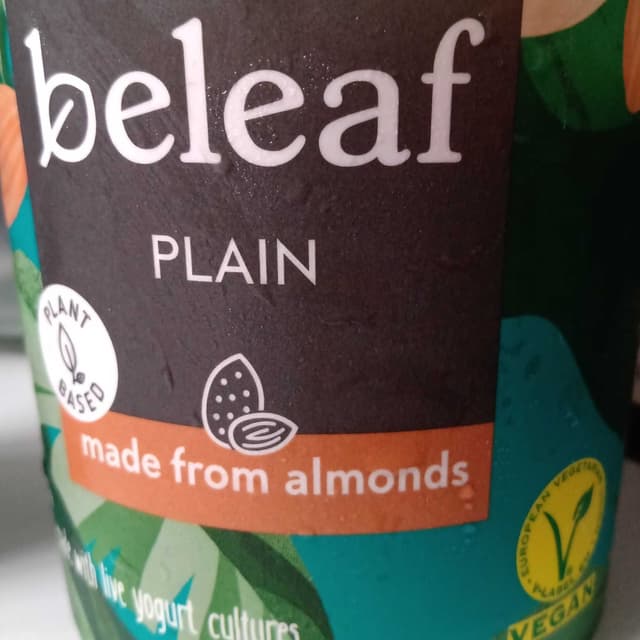 beleaf
PLAIN
PLANT
BASED
made from almonds
with live yogurt cultures
EUROPEAN VEGETARIAN
VEGAN